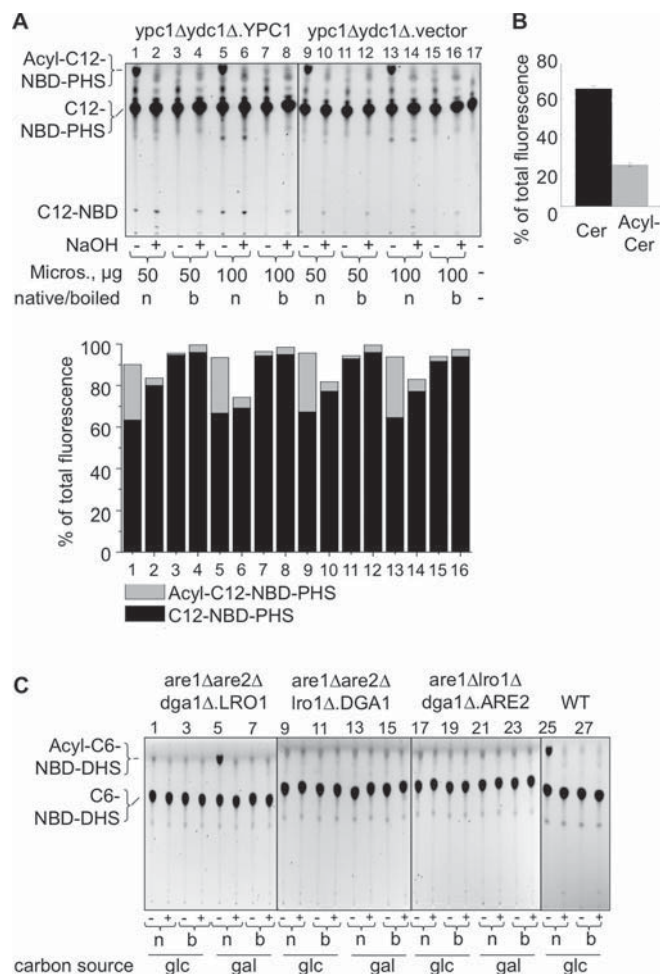 A
ypc1Δydc1Δ.YPC1 ypc1Δydc1Δ.vector
1 2 3 4 5 6 7 8 9 10 11 12 13 14 15 16 17
Acyl-C12-
NBD-PHS
C12-
NBD-PHS
C12-NBD
NaOH - + - + - + - + - + - + - + - + -
Micros., µg 50 50 100 100 50 50 100 100 -
native/boiled n b n b n b n b -
B
% of total fluorescence
80
60
40
20
0
Cer Acyl-
Cer
% of total fluorescence
100
80
60
40
20
0
1 2 3 4 5 6 7 8 9 10 11 12 13 14 15 16
Acyl-C12-NBD-PHS
C12-NBD-PHS
C
are1Δare2Δ are1Δare2Δ are1Δlro1Δ
dga1Δ.LRO1 lro1Δ.DGA1 dga1Δ.ARE2 WT
1 3 5 7 9 11 13 15 17 19 21 23 25 27
Acyl-C6-
NBD-DHS
C6-
NBD-DHS
- + - + - + - + - + - + - + - + - + - + - + - + - + - +
n b n b n b n b n b n b n b
carbon source glc gal glc gal glc gal glc